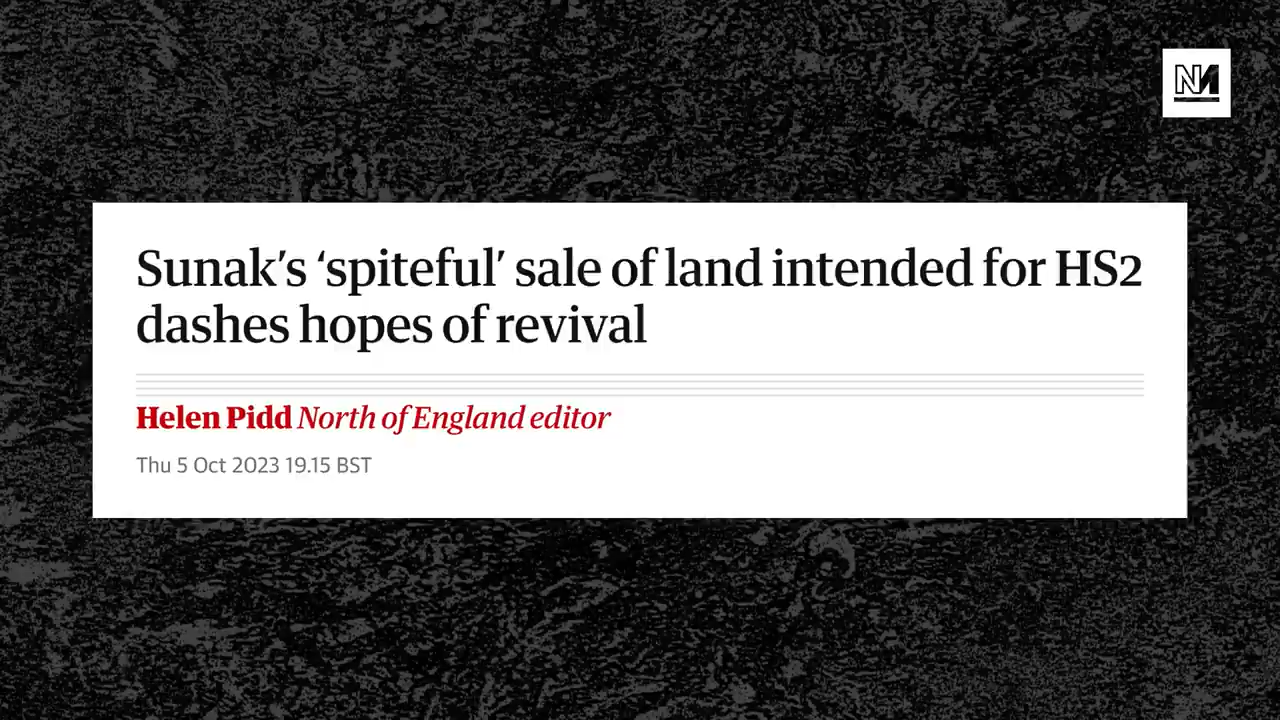 NM
Sunak’s ‘spiteful’ sale of land intended for HS2
dashes hopes of revival
Helen Pidd North of England editor
Thu 5 Oct 2023 19.15 BST